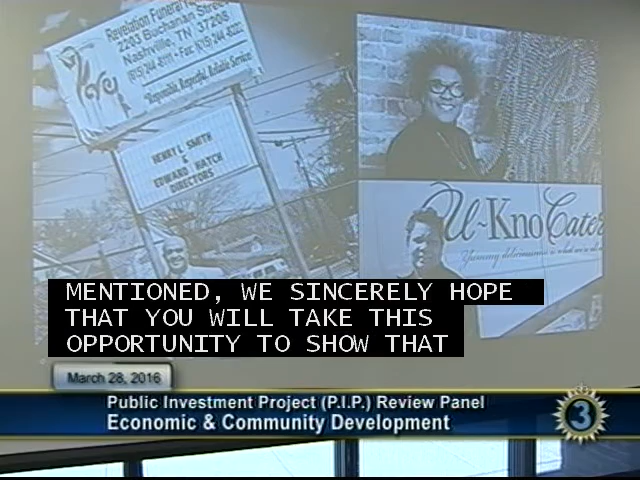 Revelation Funeral
2203 Buchanan Street
Nashville, TN 37208
"Responsible, Respectful, Reliable Service"
HENRY L SMITH
&
EDWARD HATCH
DIRECTORS
U-Kno Cater
MENTIONED, WE SINCERELY HOPE
THAT YOU WILL TAKE THIS
OPPORTUNITY TO SHOW THAT
March 28, 2016
Public Investment Project (P.I.P.) Review Panel
Economic & Community Development
3